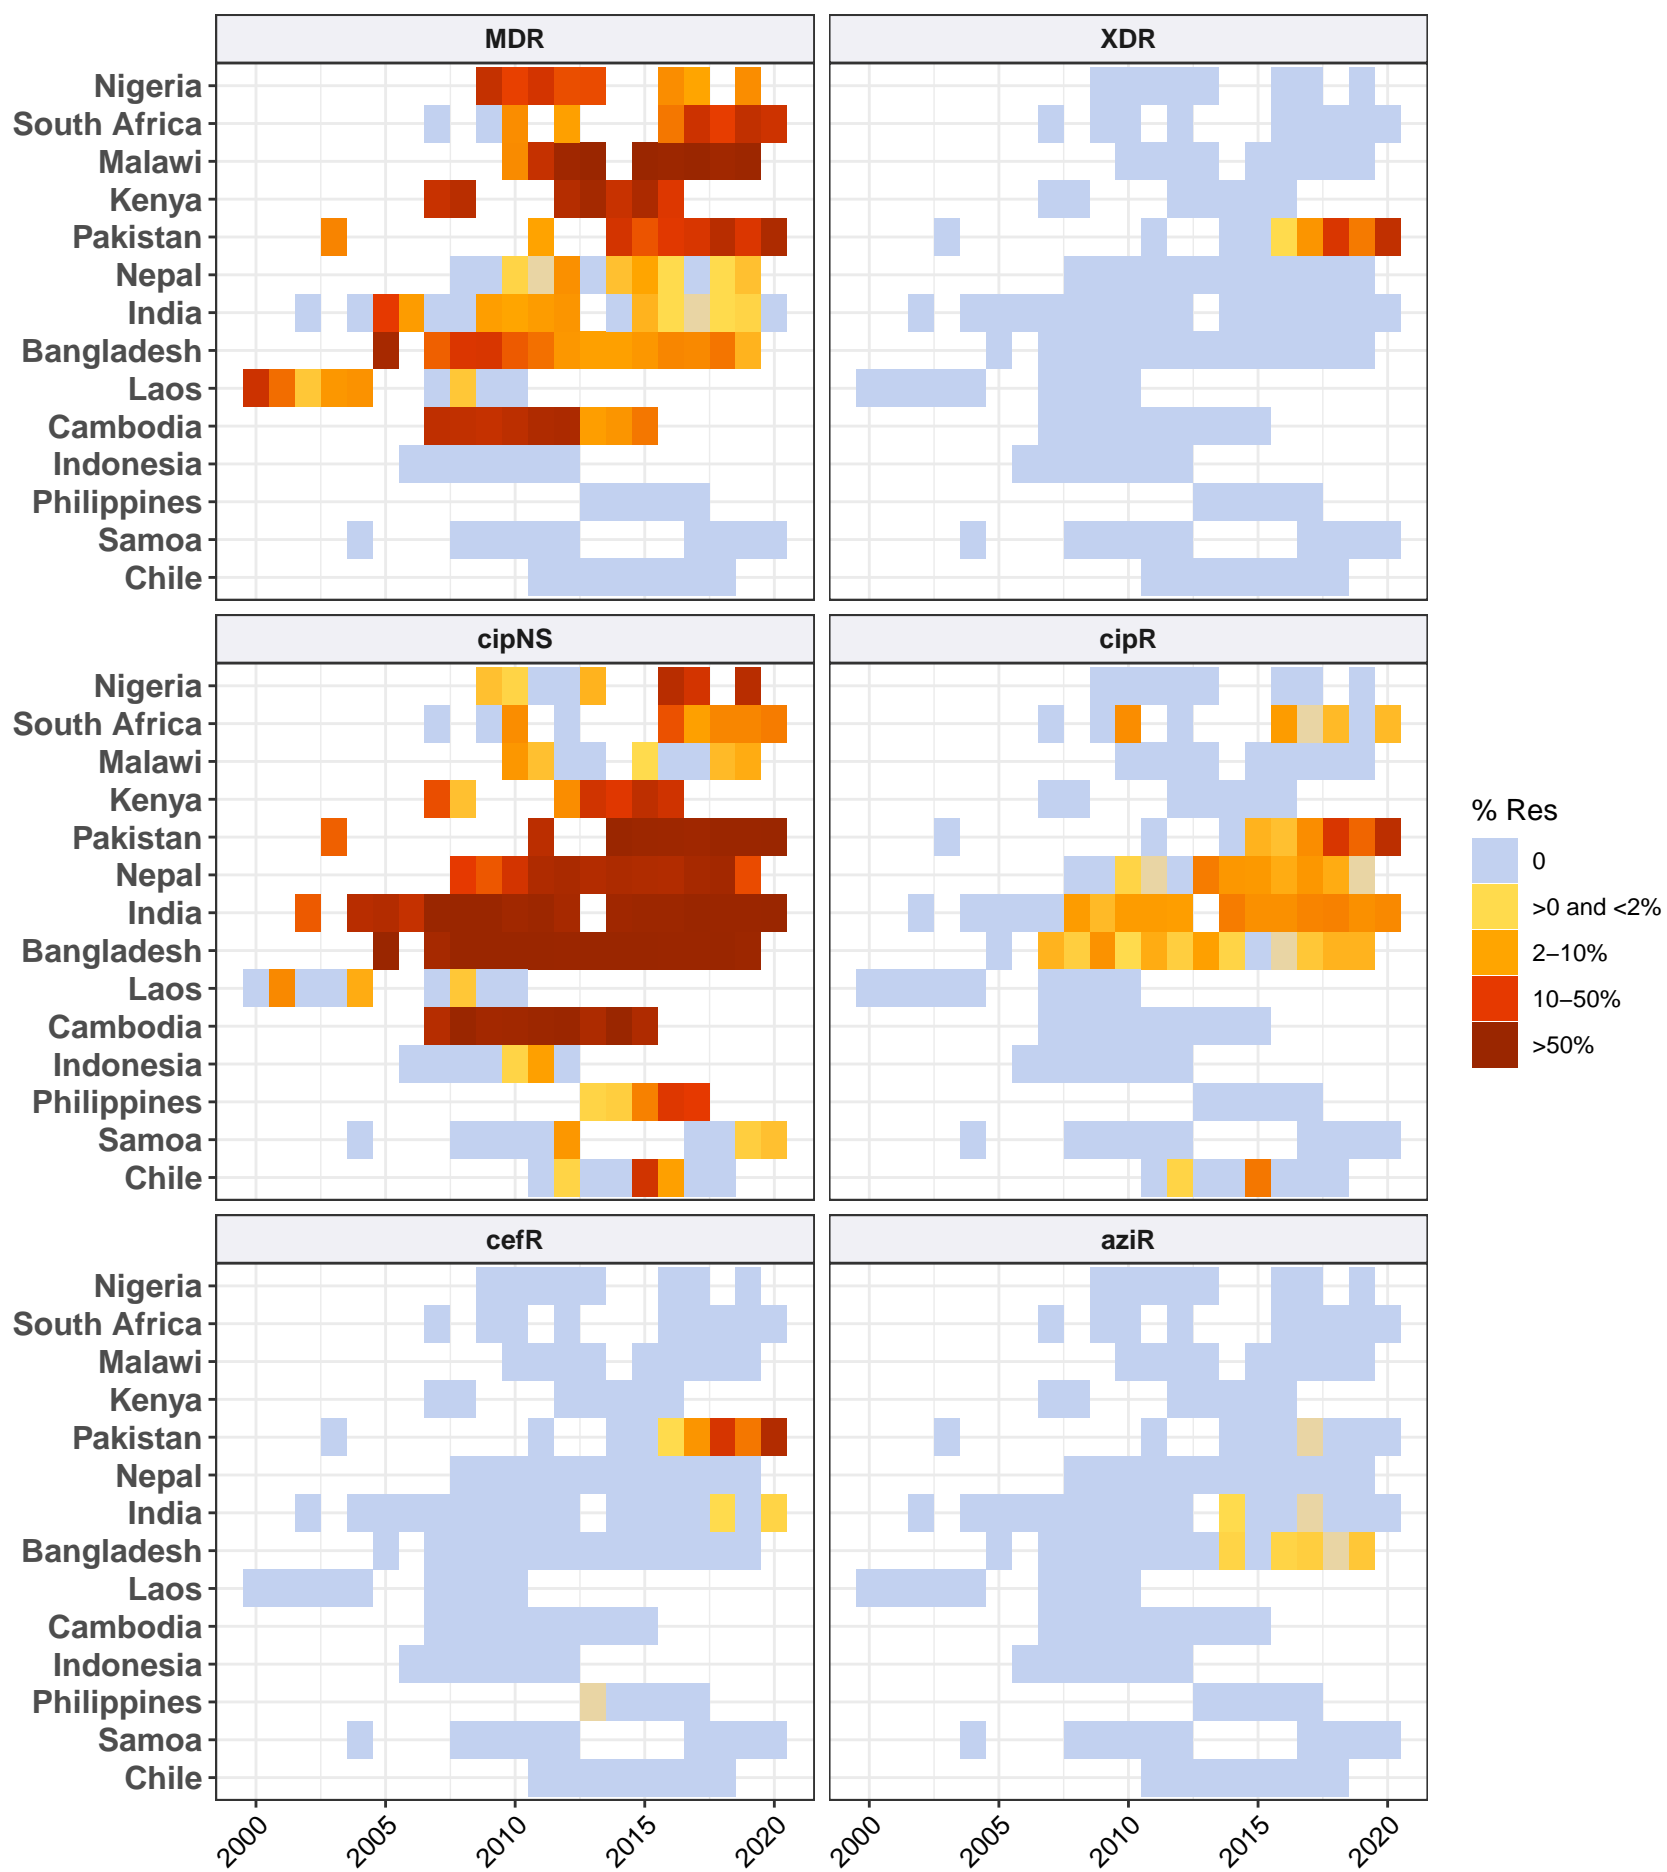 MDR XDR
Nigeria
South Africa
Malawi
Kenya
Pakistan
Nepal
India
Bangladesh
Laos
Cambodia
Indonesia
Philippines
Samoa
Chile
cipNS cipR
Nigeria
South Africa
Malawi
Kenya
Pakistan
Nepal
India
Bangladesh
Laos
Cambodia
Indonesia
Philippines
Samoa
Chile
cefR aziR
Nigeria
South Africa
Malawi
Kenya
Pakistan
Nepal
India
Bangladesh
Laos
Cambodia
Indonesia
Philippines
Samoa
Chile
2000 2005 2010 2015 2020 2000 2005 2010 2015 2020
% Res
0
>0 and <2%
2–10%
10–50%
>50%